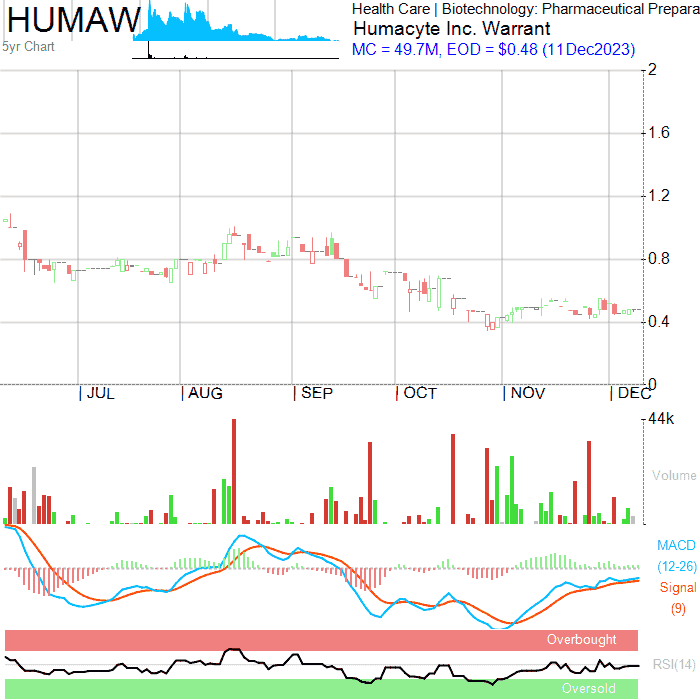 HUMAW
5yr Chart
Health Care | Biotechnology: Pharmaceutical Prepara
Humacyte Inc. Warrant
MC = 49.7M, EOD = $0.48 (11Dec2023)
2
1.6
1.2
0.8
0.4
0
| JUL | AUG | SEP | OCT | NOV | DEC
44k
Volume
MACD
(12-26)
Signal
(9)
Overbought
RSI(14)
Oversold